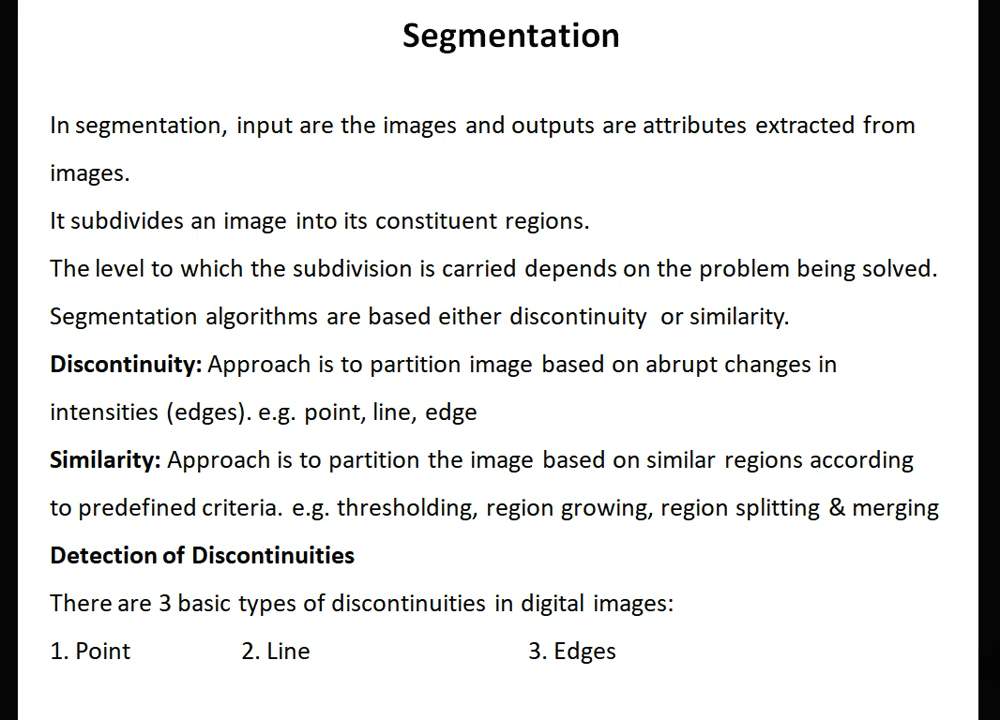 Segmentation
In segmentation, input are the images and outputs are attributes extracted from
images.
It subdivides an image into its constituent regions.
The level to which the subdivision is carried depends on the problem being solved.
Segmentation algorithms are based either discontinuity or similarity.
Discontinuity: Approach is to partition image based on abrupt changes in
intensities (edges). e.g. point, line, edge
Similarity: Approach is to partition the image based on similar regions according
to predefined criteria. e.g. thresholding, region growing, region splitting & merging
Detection of Discontinuities
There are 3 basic types of discontinuities in digital images:
1. Point 2. Line 3. Edges